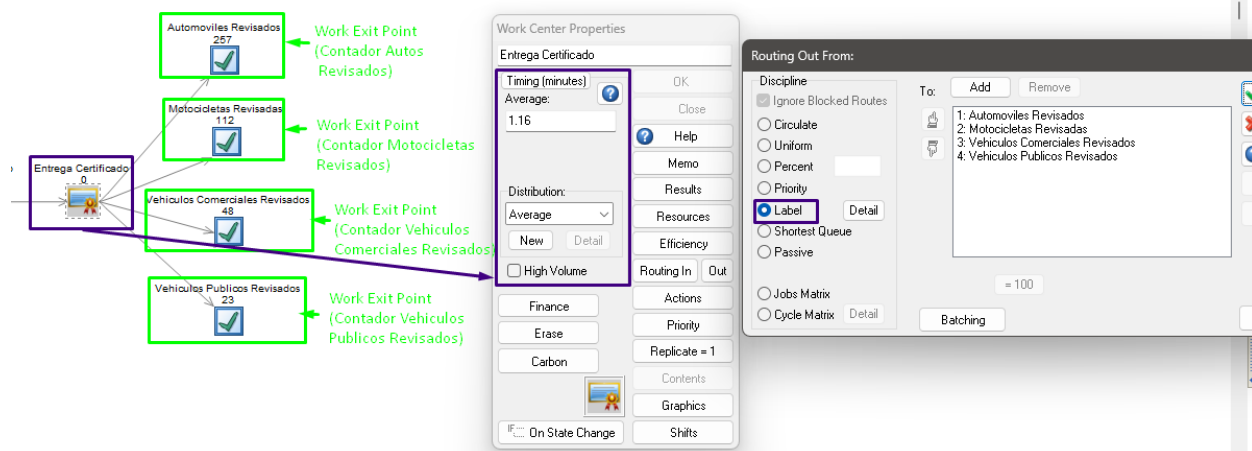 Automoviles Revisados
257
Work Exit Point
(Contador Autos
Revisados)
Motocicletas Revisadas
112
Work Exit Point
(Contador Motocicletas
Revisados)
Entrega Certificado
0
Vehiculos Comerciales Revisados
48
Work Exit Point
(Contador Vehiculos
Comerciales Revisados)
Vehiculos Publicos Revisados
23
Work Exit Point
(Contador Vehiculos
Publicos Revisados)
Work Center Properties
Entrega Certificado
Timing (minutes)
Average:
1.16
Distribution:
Average
New
Detail
High Volume
Finance
Erase
Carbon
IF
On State Change
OK
Close
Help
Memo
Results
Resources
Efficiency
Routing In
Out
Actions
Priority
Replicate = 1
Contents
Graphics
Shifts
Routing Out From:
Discipline
Ignore Blocked Routes
Circulate
Uniform
Percent
Priority
Label
Detail
Shortest Queue
Passive
Jobs Matrix
Cycle Matrix
Detail
To:
Add
Remove
1: Automoviles Revisados
2: Motocicletas Revisadas
3: Vehiculos Comerciales Revisados
4: Vehiculos Publicos Revisados
= 100
Batching